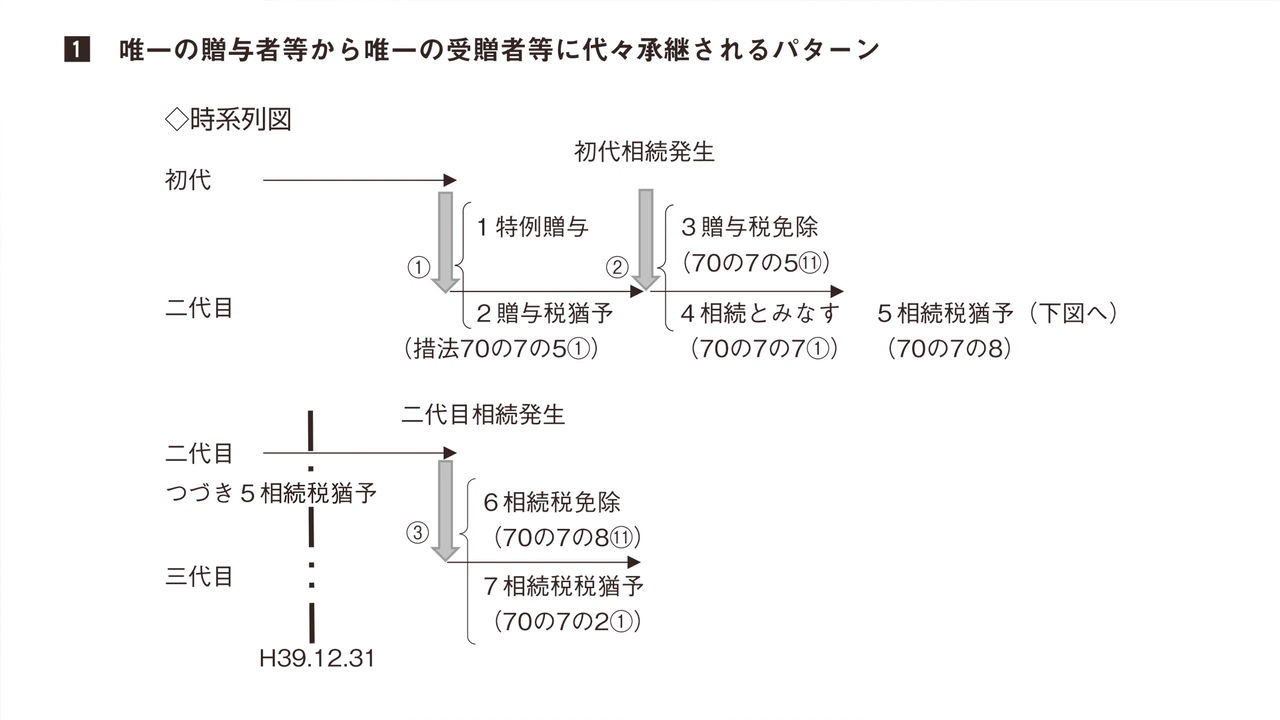 1 唯一の贈与者等から唯一の受贈者等に代々承継されるパターン
◇時系列図
初代相続発生
初代
1特例贈与
3贈与税免除
(70の7の5⑪)
①
②
二代目
2贈与税猶予
(措法70の7の5①)
4相続とみなす
(70の7の7①)
5相続税猶予(下図へ)
(70の7の8)
二代目相続発生
二代目
つづき5相続税猶予
6相続税免除
(70の7の8⑪)
③
三代目
7相続税税猶予
(70の7の2①)
H39.12.31